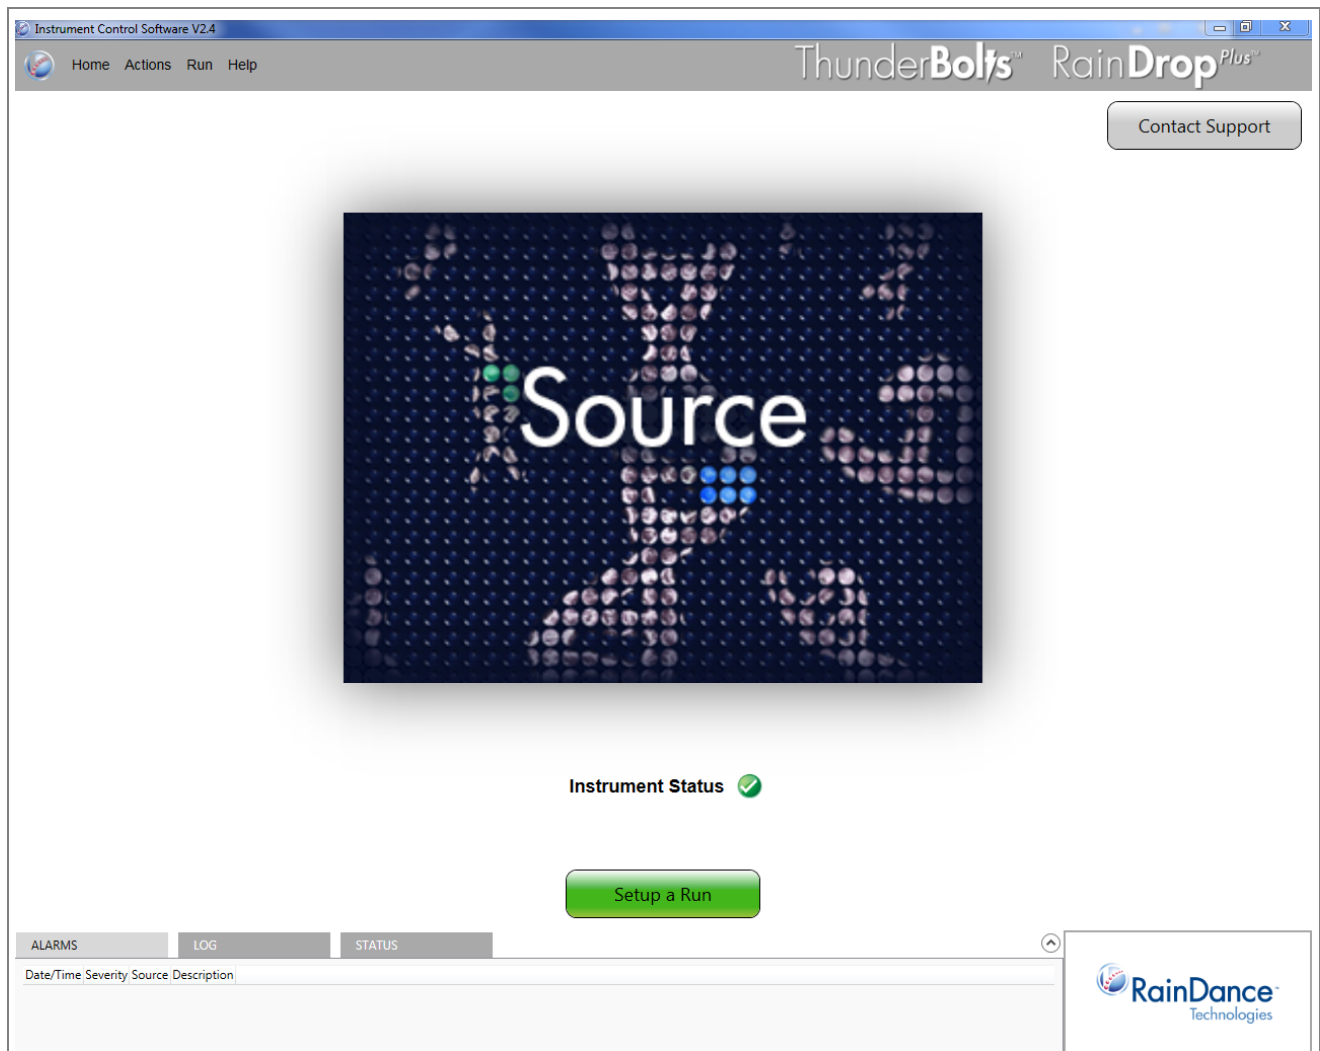 Instrument Control Software V2.4
Home Actions Run Help
ThunderBolts™ RainDrop Plus™
Contact Support
Source
Instrument Status
Setup a Run
ALARMS LOG STATUS
Date/Time Severity Source Description
RainDance™
Technologies